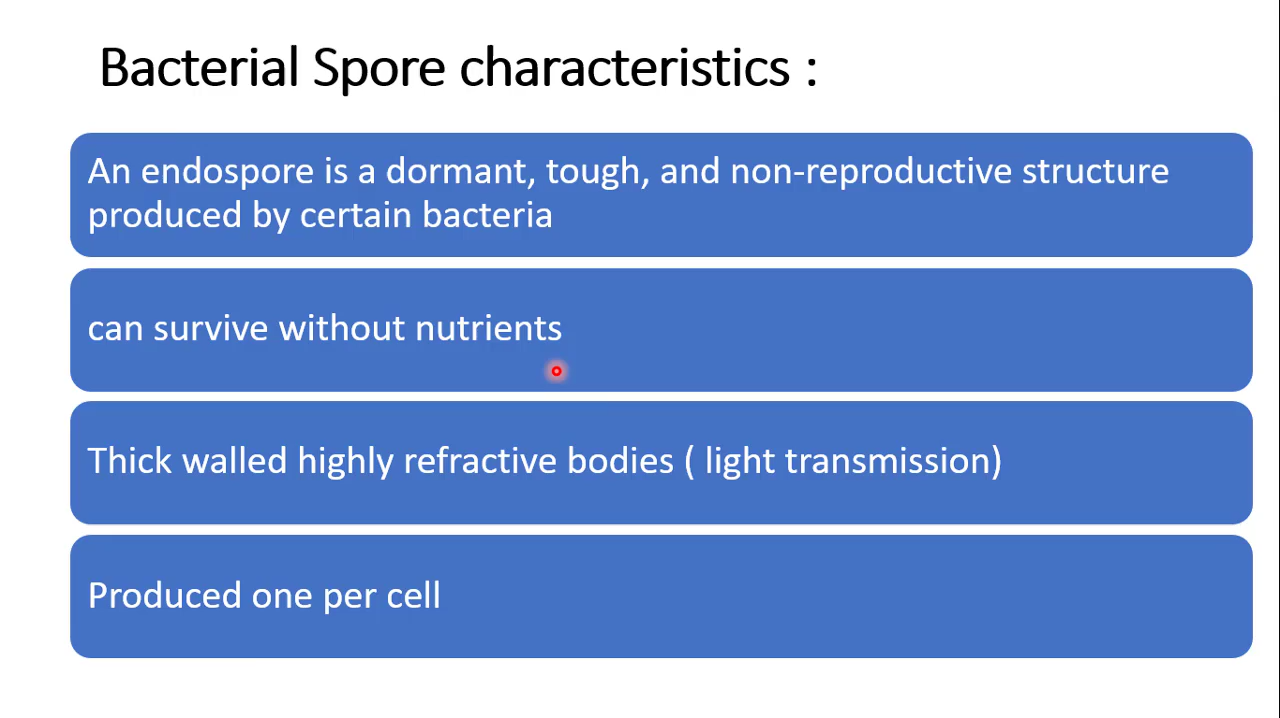 Bacterial Spore characteristics :
An endospore is a dormant, tough, and non-reproductive structure
produced by certain bacteria
can survive without nutrients
Thick walled highly refractive bodies ( light transmission)
Produced one per cell